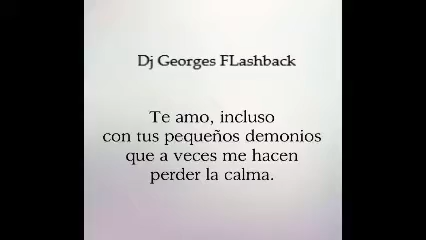 Dj Georges FLashback
Te amo, incluso
con tus pequeños demonios
que a veces me hacen
perder la calma.